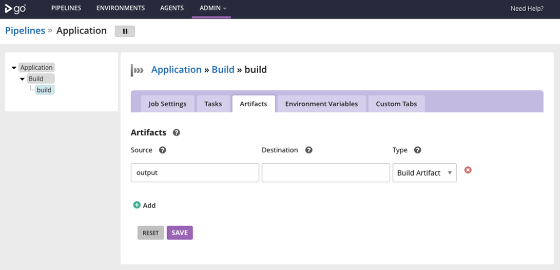 go PIPELINES ENVIRONMENTS AGENTS ADMIN Need Help?
Pipelines » Application
Application
Build
build
Application » Build » build
Job Settings Tasks Artifacts Environment Variables Custom Tabs
Artifacts ?
Source ? Destination ? Type ?
output Build Artifact
Add
RESET SAVE